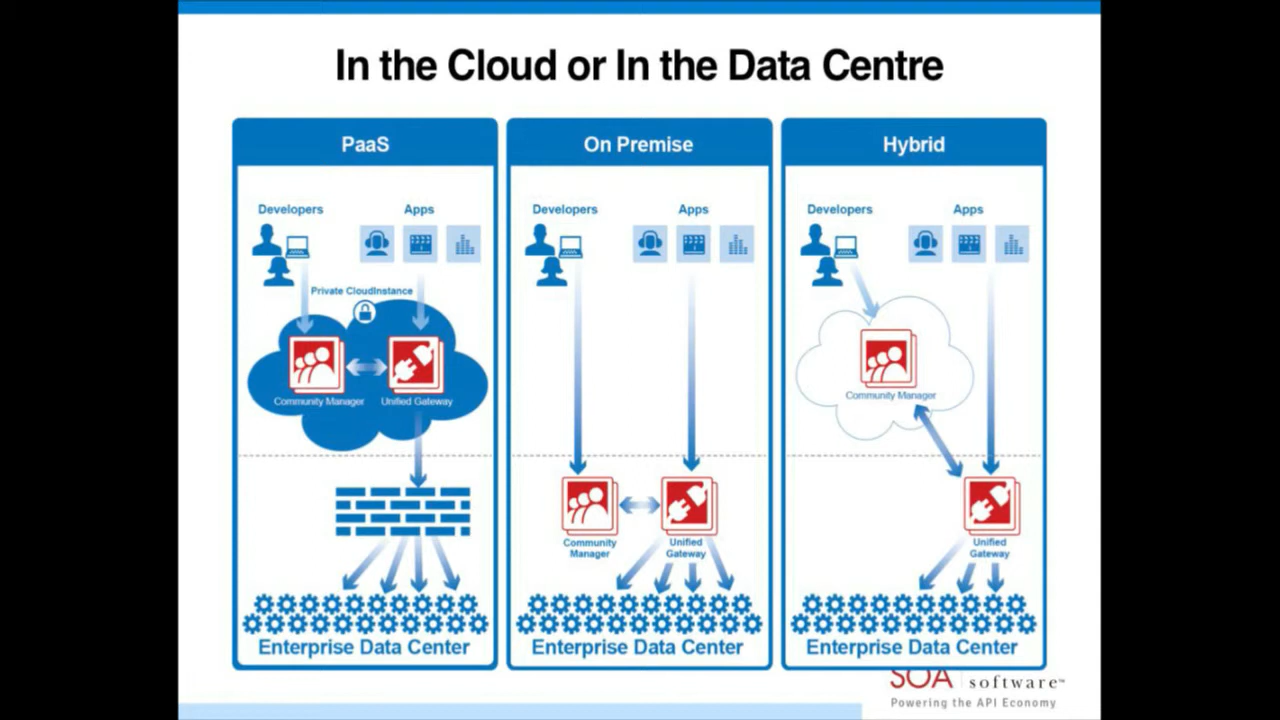 In the Cloud or In the Data Centre
PaaS
Developers
Apps
Private CloudInstance
Community Manager
Unified Gateway
Enterprise Data Center
On Premise
Developers
Apps
Community
Manager
Unified
Gateway
Enterprise Data Center
Hybrid
Developers
Apps
Community Manager
Unified
Gateway
Enterprise Data Center
SOA software™
Powering the API Economy